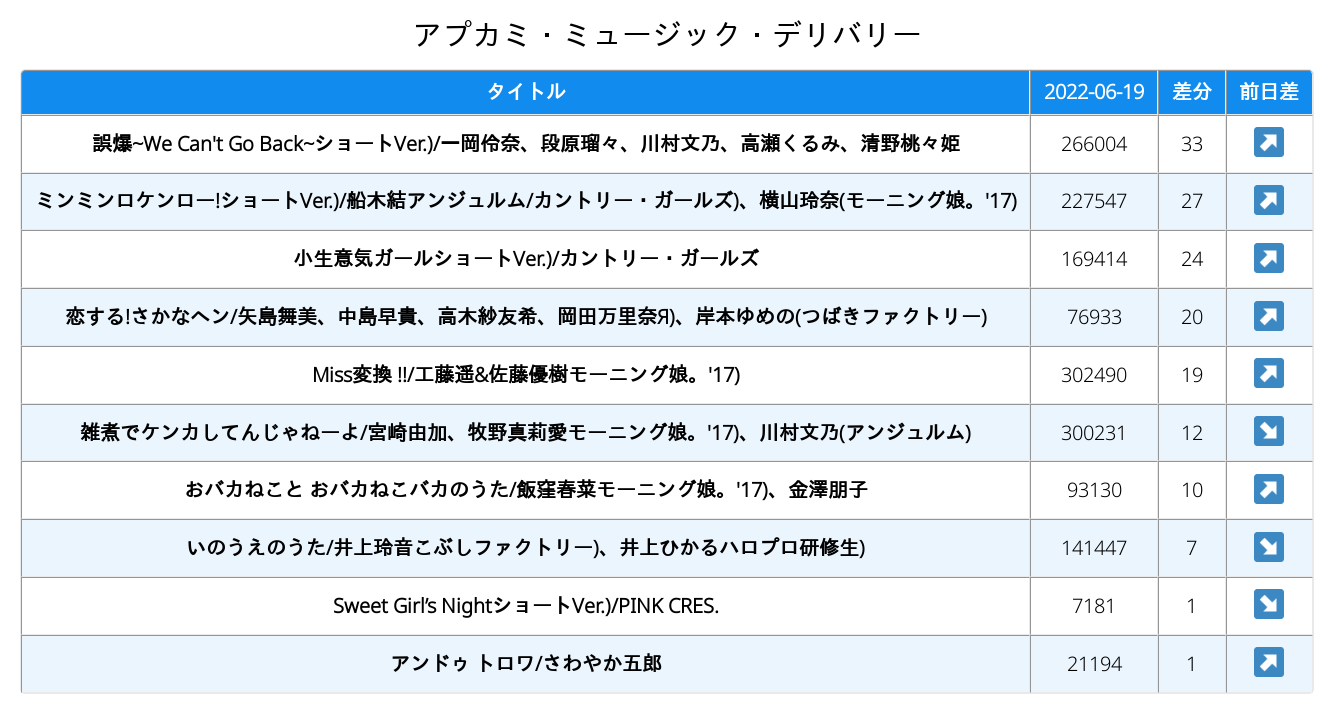 アプカミ・ミュージック・デリバリー
タイトル 2022-06-19 差分 前日差
誤爆~We Can't Go Back~ショートVer.)/一岡伶奈、段原瑠々、川村文乃、高瀬くるみ、清野桃々姫 266004 33
ミンミンロケンロー!ショートVer.)/船木結アンジュルム/カントリー・ガールズ)、横山玲奈(モーニング娘。'17) 227547 27
小生意気ガールショートVer.)/カントリー・ガールズ 169414 24
恋する!さかなヘン/矢島舞美、中島早貴、高木紗友希、岡田万里奈Я)、岸本ゆめの(つばきファクトリー) 76933 20
Miss変換 !!/工藤遥&佐藤優樹モーニング娘。'17) 302490 19
雑煮でケンカしてんじゃねーよ/宮崎由加、牧野真莉愛モーニング娘。'17)、川村文乃(アンジュルム) 300231 12
おバカねこと おバカねこバカのうた/飯窪春菜モーニング娘。'17)、金澤朋子 93130 10
いのうえのうた/井上玲音こぶしファクトリー)、井上ひかるハロプロ研修生) 141447 7
Sweet Girl’s NightショートVer.)/PINK CRES. 7181 1
アンドゥ トロワ/さわやか五郎 21194 1